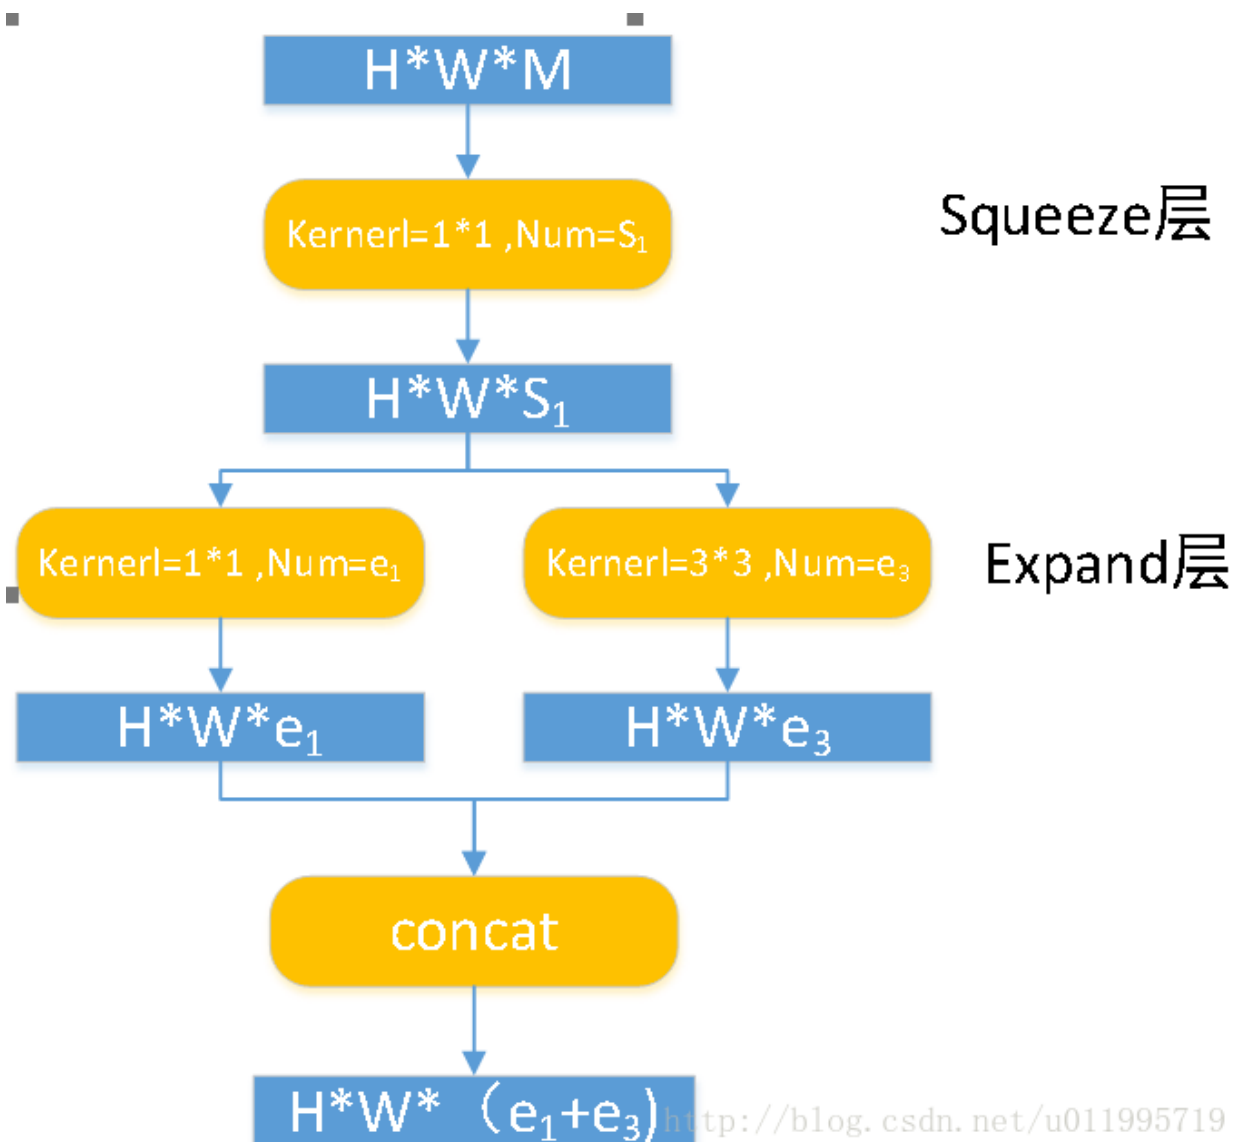 H*W*M
Kernerl=1*1 ,Num=S₁
Squeeze层
H*W*S₁
Kernerl=1*1 ,Num=e₁
Kernerl=3*3 ,Num=e₃
Expand层
H*W*e₁
H*W*e₃
concat
H*W*（e₁+e₃)
http://blog.csdn.net/u011995719